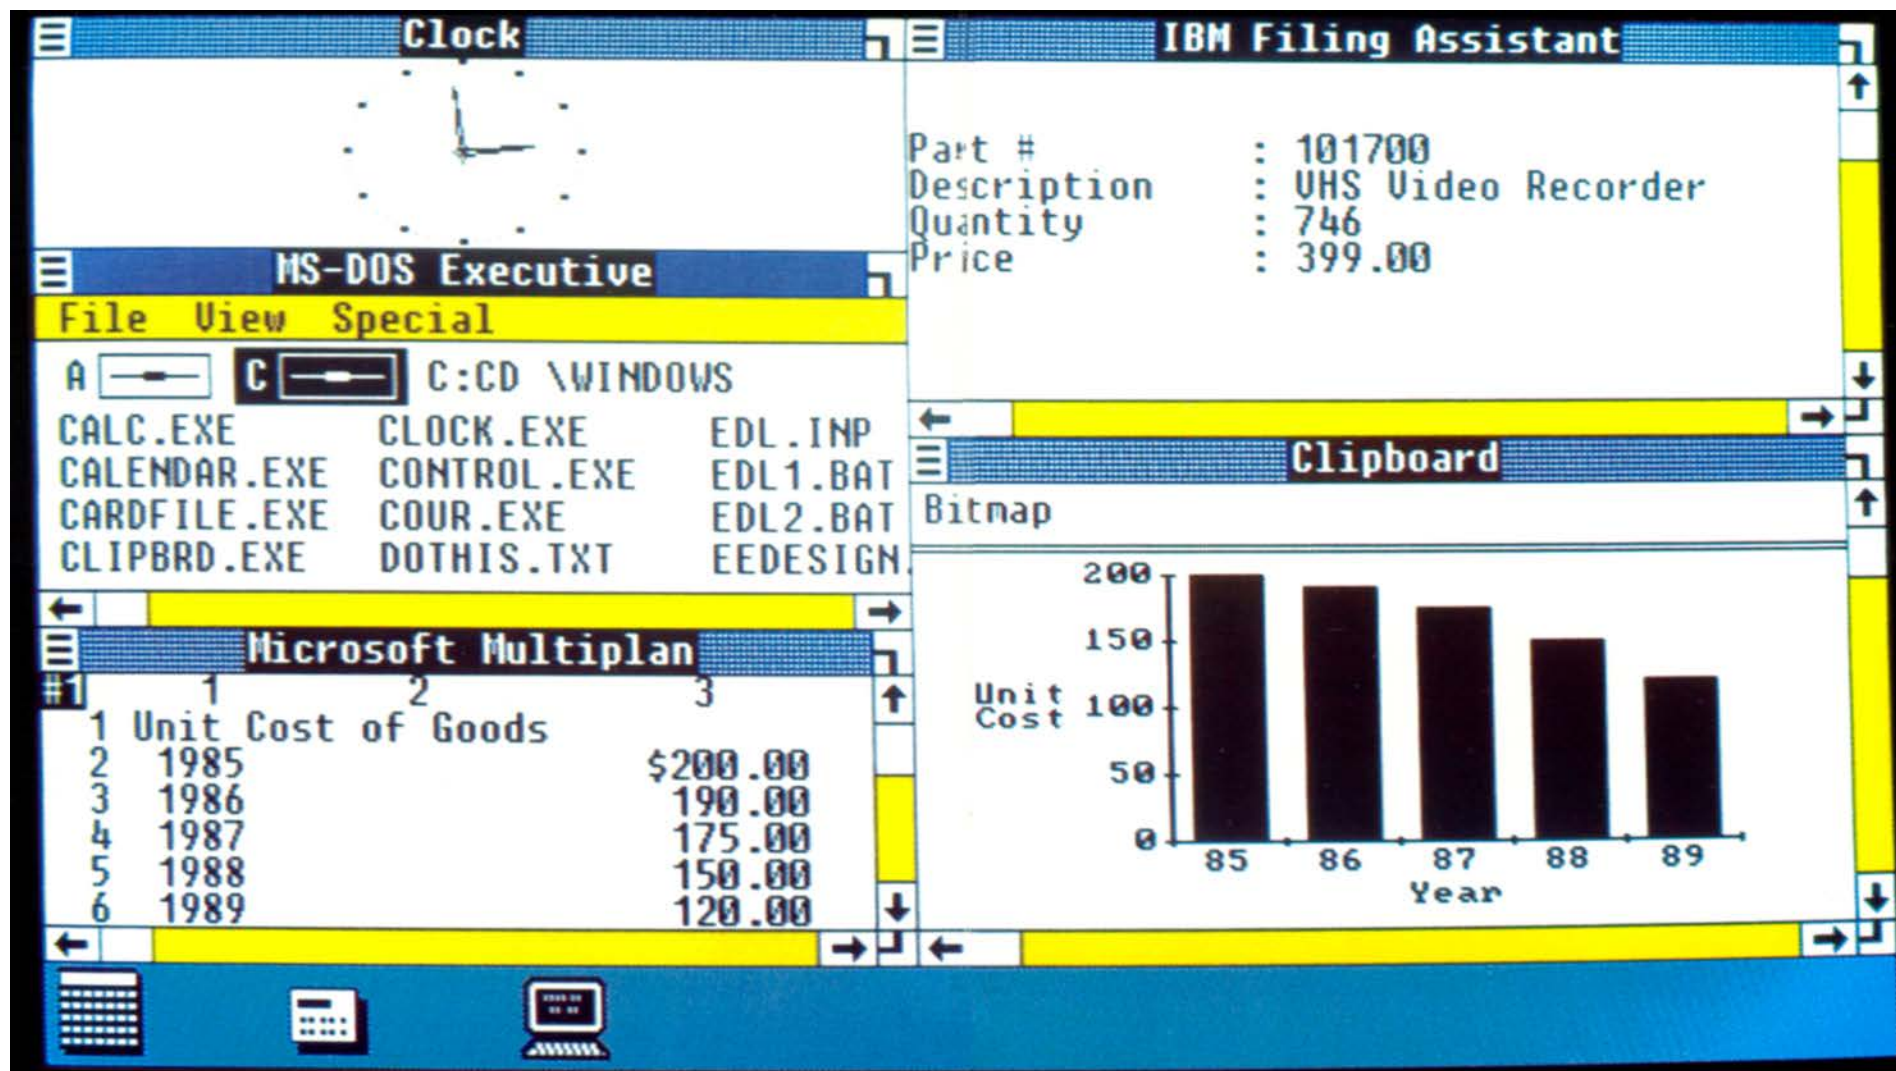 Clock
MS-DOS Executive
File View Special
A C C:CD \WINDOWS
CALC.EXE CLOCK.EXE EDL.INP
CALENDAR.EXE CONTROL.EXE EDL1.BAT
CARDFILE.EXE COUR.EXE EDL2.BAT
CLIPBRD.EXE DOTHIS.TXT EEDESIGN.
Microsoft Multiplan
#1 1 2 3
1 Unit Cost of Goods
2 1985 $200.00
3 1986 190.00
4 1987 175.00
5 1988 150.00
6 1989 120.00
IBM Filing Assistant
Part # : 101700
Description : VHS Video Recorder
Quantity : 746
Price : 399.00
Clipboard
Bitmap
200
150
Unit
Cost
100
50
0
85 86 87 88 89
Year